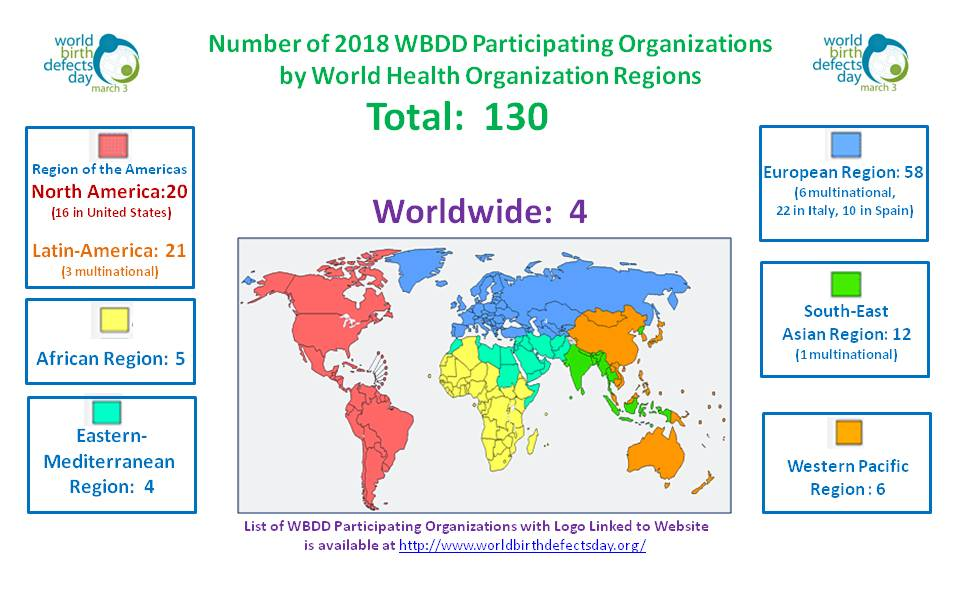 world
birth
defects
day
march 3
Number of 2018 WBDD Participating Organizations
by World Health Organization Regions
Total: 130
world
birth
defects
day
march 3
Region of the Americas
North America:20
(16 in United States)
Latin-America: 21
(3 multinational)
African Region: 5
Eastern-
Mediterranean
Region: 4
Worldwide: 4
European Region: 58
(6 multinational,
22 in Italy, 10 in Spain)
South-East
Asian Region: 12
(1 multinational)
Western Pacific
Region : 6
List of WBDD Participating Organizations with Logo Linked to Website
is available at http://www.worldbirthdefectsday.org/